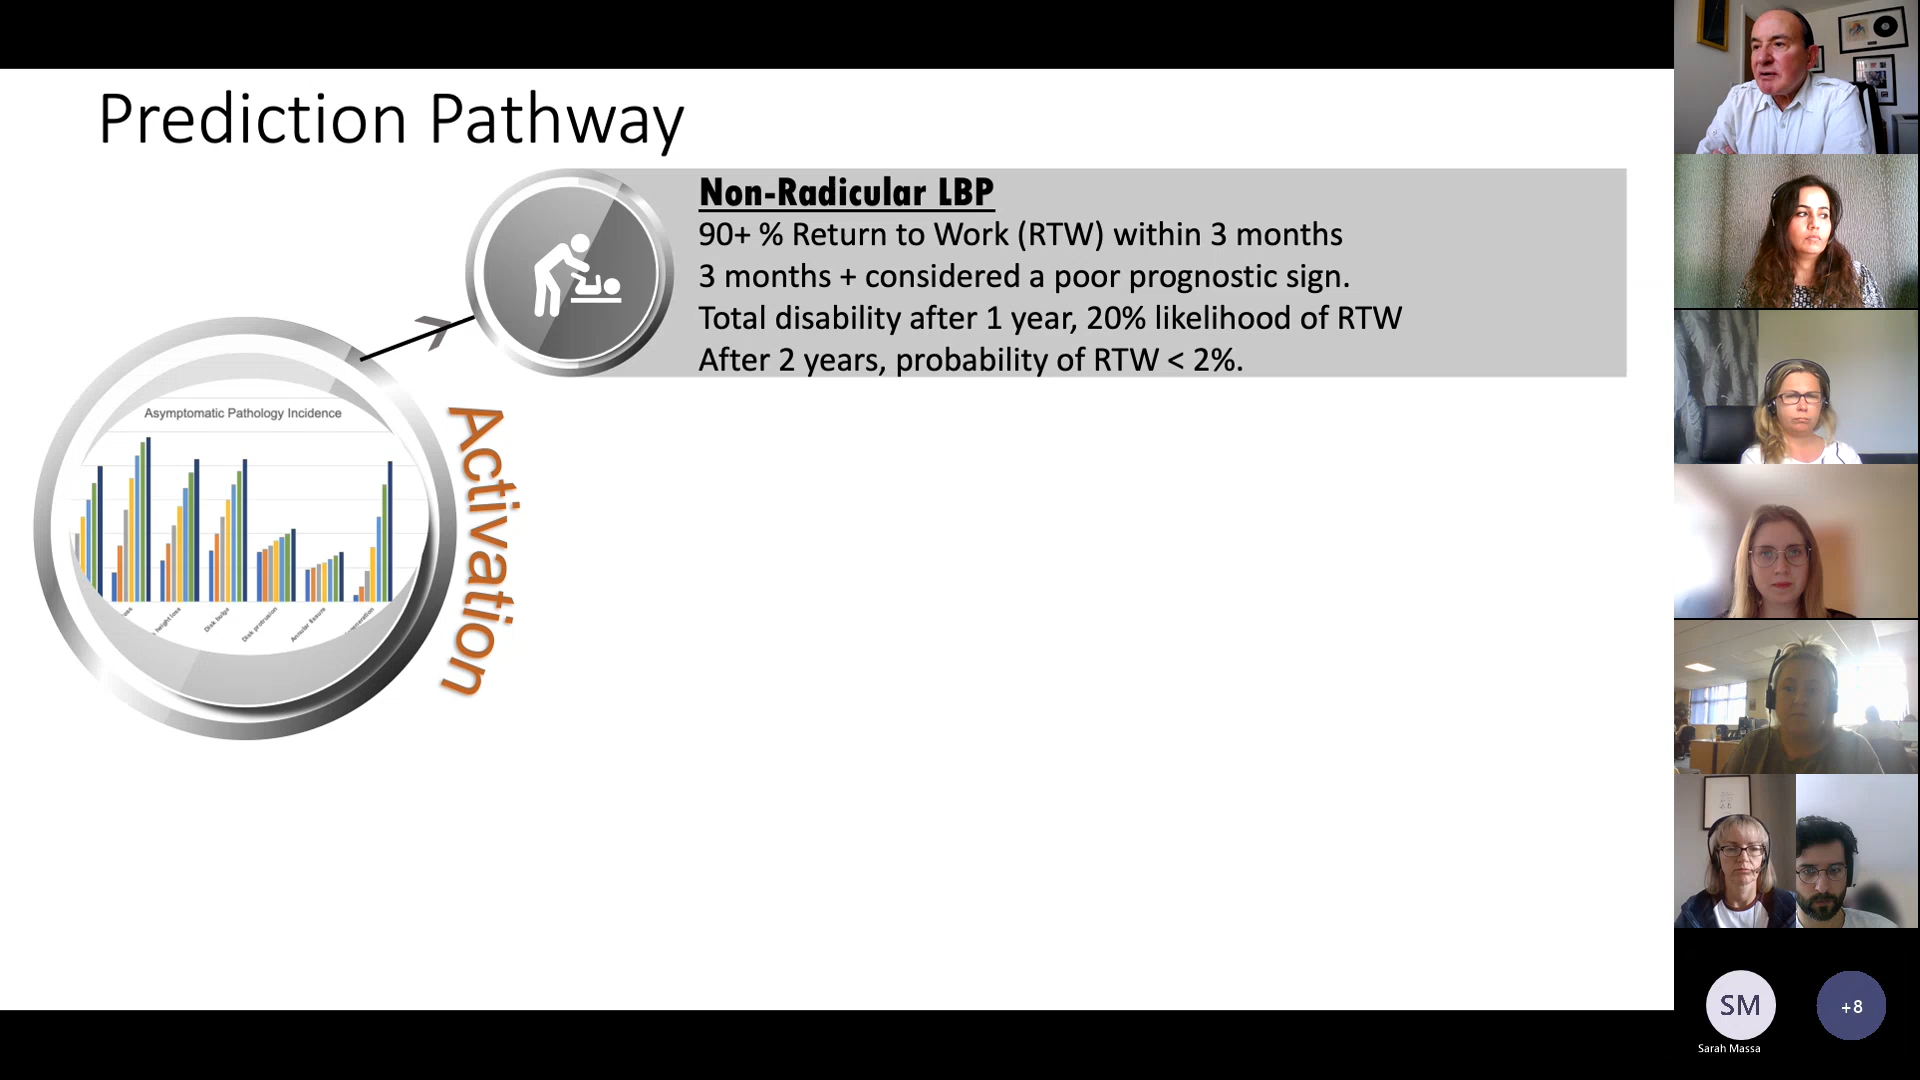 Prediction Pathway
Non-Radicular LBP
90+ % Return to Work (RTW) within 3 months
3 months + considered a poor prognostic sign.
Total disability after 1 year, 20% likelihood of RTW
After 2 years, probability of RTW < 2%.
Asymptomatic Pathology Incidence
height loss
Disk bulge
Disk protrusion
Annular fissure
Activation
SM
+8
Sarah Massa